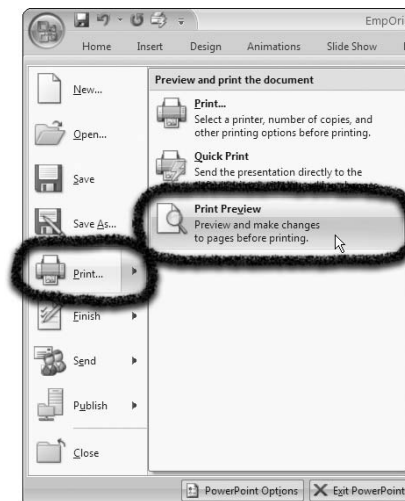 EmpOri
Home Insert Design Animations Slide Show
New...
Open...
Save
Save As...
Print...
Finish
Send
Publish
Close
Preview and print the document
Print...
Select a printer, number of copies, and
other printing options before printing.
Quick Print
Send the presentation directly to the
Print Preview
Preview and make changes
to pages before printing.
PowerPoint Options Exit PowerPoint